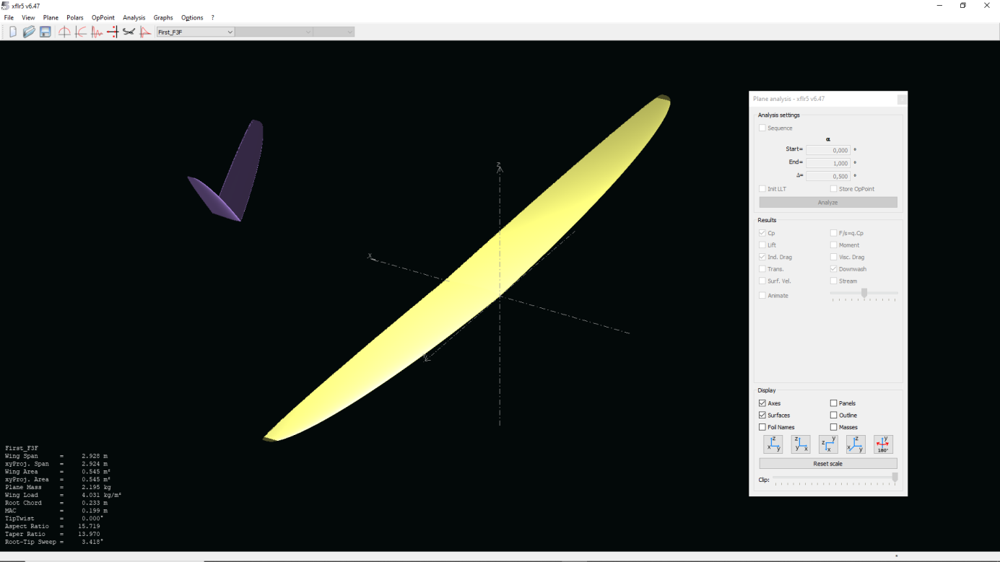 xflr5 v6.47
File View Plane Polars OpPoint Analysis Graphs Options ?
First_F3F
Plane analysis - xflr5 v6.47
Analysis settings
Sequence
α
Start= 0,000 °
End= 1,000 °
Δ= 0,500 °
Init LLT Store OpPoint
Analyze
Results
Cp F/s=q.Cp
Lift Moment
Ind. Drag Visc. Drag
Trans. Downwash
Surf. Vel. Stream
Animate
Display
Axes Panels
Surfaces Outline
Foil Names Masses
z x y
z y x
y z x
z x y
y 180°
Reset scale
Clip:
z
X
First_F3F
Wing Span = 2.928 m
xyProj. Span = 2.924 m
Wing Area = 0.545 m²
xyProj. Area = 0.545 m²
Plane Mass = 2.195 kg
Wing Load = 4.031 kg/m²
Root Chord = 0.233 m
MAC = 0.199 m
TipTwist = 0.000°
Aspect Ratio = 15.719
Taper Ratio = 13.970
Root-Tip Sweep = 3.418°